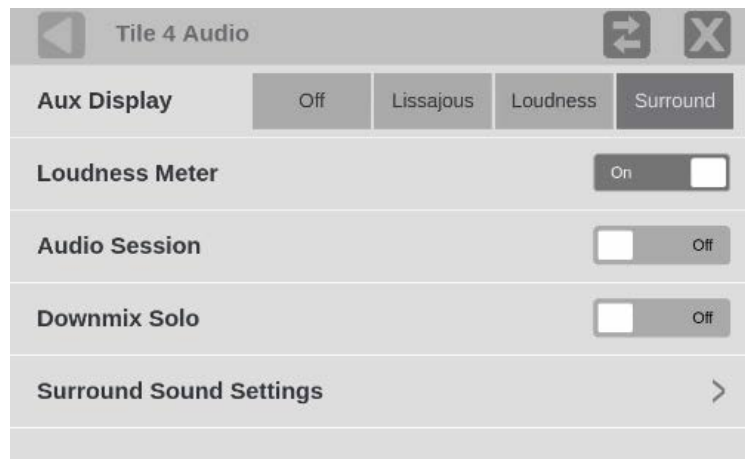 Tile 4 Audio
Aux Display Off Lissajous Loudness Surround
Loudness Meter On
Audio Session Off
Downmix Solo Off
Surround Sound Settings